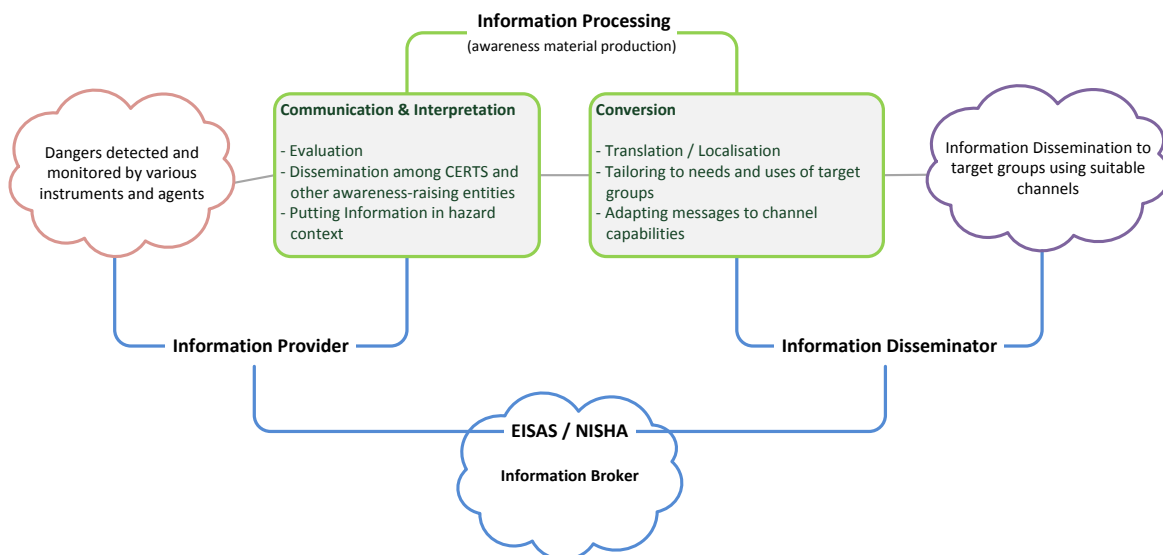 Information Processing
(awareness material production)
Dangers detected and
monitored by various
instruments and agents
Communication & Interpretation
- Evaluation
- Dissemination among CERTS and
other awareness-raising entities
- Putting Information in hazard
context
Conversion
- Translation / Localisation
- Tailoring to needs and uses of target
groups
- Adapting messages to channel
capabilities
Information Dissemination to
target groups using suitable
channels
Information Provider
Information Disseminator
EISAS / NISHA
Information Broker